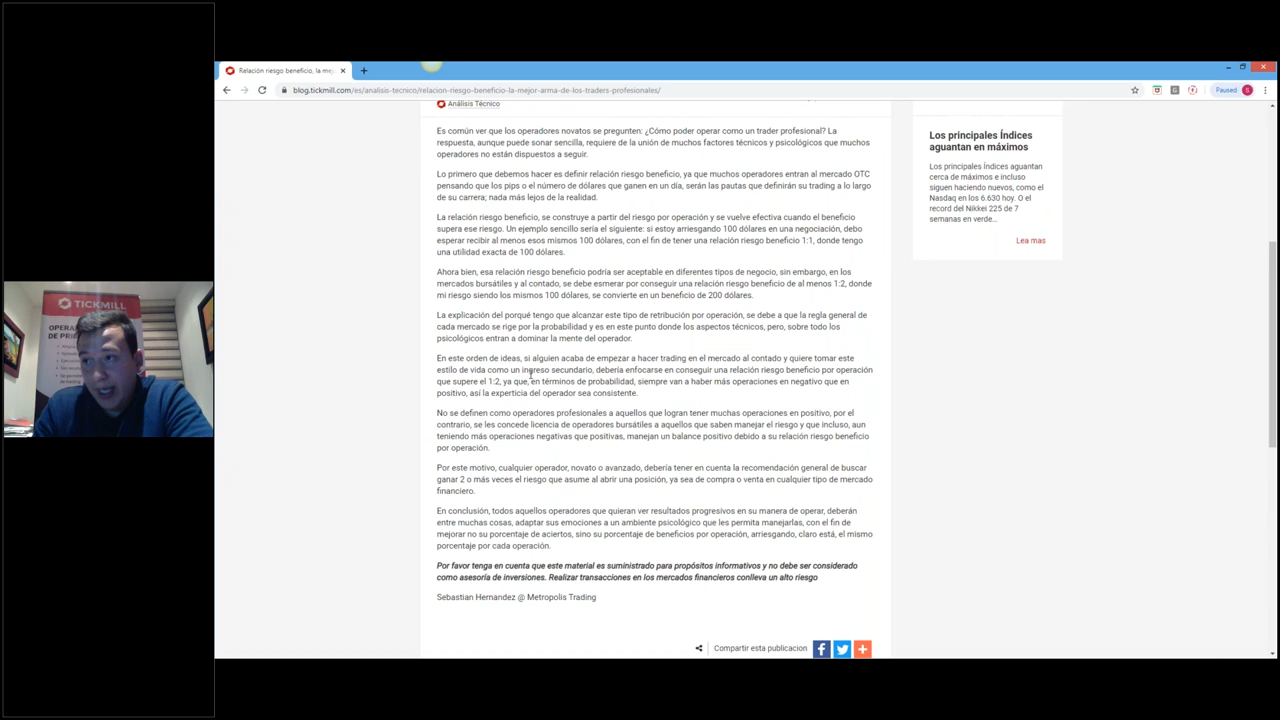 Relación riesgo beneficio, la mej
blog.tickmill.com/es/analisis-tecnico/relacion-riesgo-beneficio-la-mejor-arma-de-los-traders-profesionales/
Paused
S
Análisis Técnico
Es común ver que los operadores novatos se pregunten: ¿Cómo poder operar como un trader profesional? La
respuesta, aunque puede sonar sencilla, requiere de la unión de muchos factores técnicos y psicológicos que muchos
operadores no están dispuestos a seguir.
Lo primero que debemos hacer es definir relación riesgo beneficio, ya que muchos operadores entran al mercado OTC
pensando que los pips o el número de dólares que ganen en un día, serán las pautas que definirán su trading a lo largo
de su carrera; nada más lejos de la realidad.
La relación riesgo beneficio, se construye a partir del riesgo por operación y se vuelve efectiva cuando el beneficio
supera ese riesgo. Un ejemplo sencillo sería el siguiente: si estoy arriesgando 100 dólares en una negociación, debo
esperar recibir al menos esos mismos 100 dólares, con el fin de tener una relación riesgo beneficio 1:1, donde tengo
una utilidad exacta de 100 dólares.
Ahora bien, esa relación riesgo beneficio podría ser aceptable en diferentes tipos de negocio, sin embargo, en los
mercados bursátiles y al contado, se debe esmerar por conseguir una relación riesgo beneficio de al menos 1:2, donde
mi riesgo siendo los mismos 100 dólares, se convierte en un beneficio de 200 dólares.
La explicación del porqué tengo que alcanzar este tipo de retribución por operación, se debe a que la regla general de
cada mercado se rige por la probabilidad y es en este punto donde los aspectos técnicos, pero, sobre todo los
psicológicos entran a dominar la mente del operador.
En este orden de ideas, si alguien acaba de empezar a hacer trading en el mercado al contado y quiere tomar este
estilo de vida como un ingreso secundario, debería enfocarse en conseguir una relación riesgo beneficio por operación
que supere el 1:2, ya que, en términos de probabilidad, siempre van a haber más operaciones en negativo que en
positivo, así la experticia del operador sea consistente.
No se definen como operadores profesionales a aquellos que logran tener muchas operaciones en positivo, por el
contrario, se les concede licencia de operadores bursátiles a aquellos que saben manejar el riesgo y que incluso, aun
teniendo más operaciones negativas que positivas, manejan un balance positivo debido a su relación riesgo beneficio
por operación.
Por este motivo, cualquier operador, novato o avanzado, debería tener en cuenta la recomendación general de buscar
ganar 2 o más veces el riesgo que asume al abrir una posición, ya sea de compra o venta en cualquier tipo de mercado
financiero.
En conclusión, todos aquellos operadores que quieran ver resultados progresivos en su manera de operar, deberán
entre muchas cosas, adaptar sus emociones a un ambiente psicológico que les permita manejarlas, con el fin de
mejorar no su porcentaje de aciertos, sino su porcentaje de beneficios por operación, arriesgando, claro está, el mismo
porcentaje por cada operación.
Por favor tenga en cuenta que este material es suministrado para propósitos informativos y no debe ser considerado
como asesoría de inversiones. Realizar transacciones en los mercados financieros conlleva un alto riesgo
Sebastian Hernandez @ Metropolis Trading
Compartir esta publicacion
Los principales Índices
aguantan en máximos
Los principales Índices aguantan
cerca de máximos e incluso
siguen haciendo nuevos, como el
Nasdaq en los 6.630 hoy. O el
record del Nikkei 225 de 7
semanas en verde...
Lea mas
TICKMILL